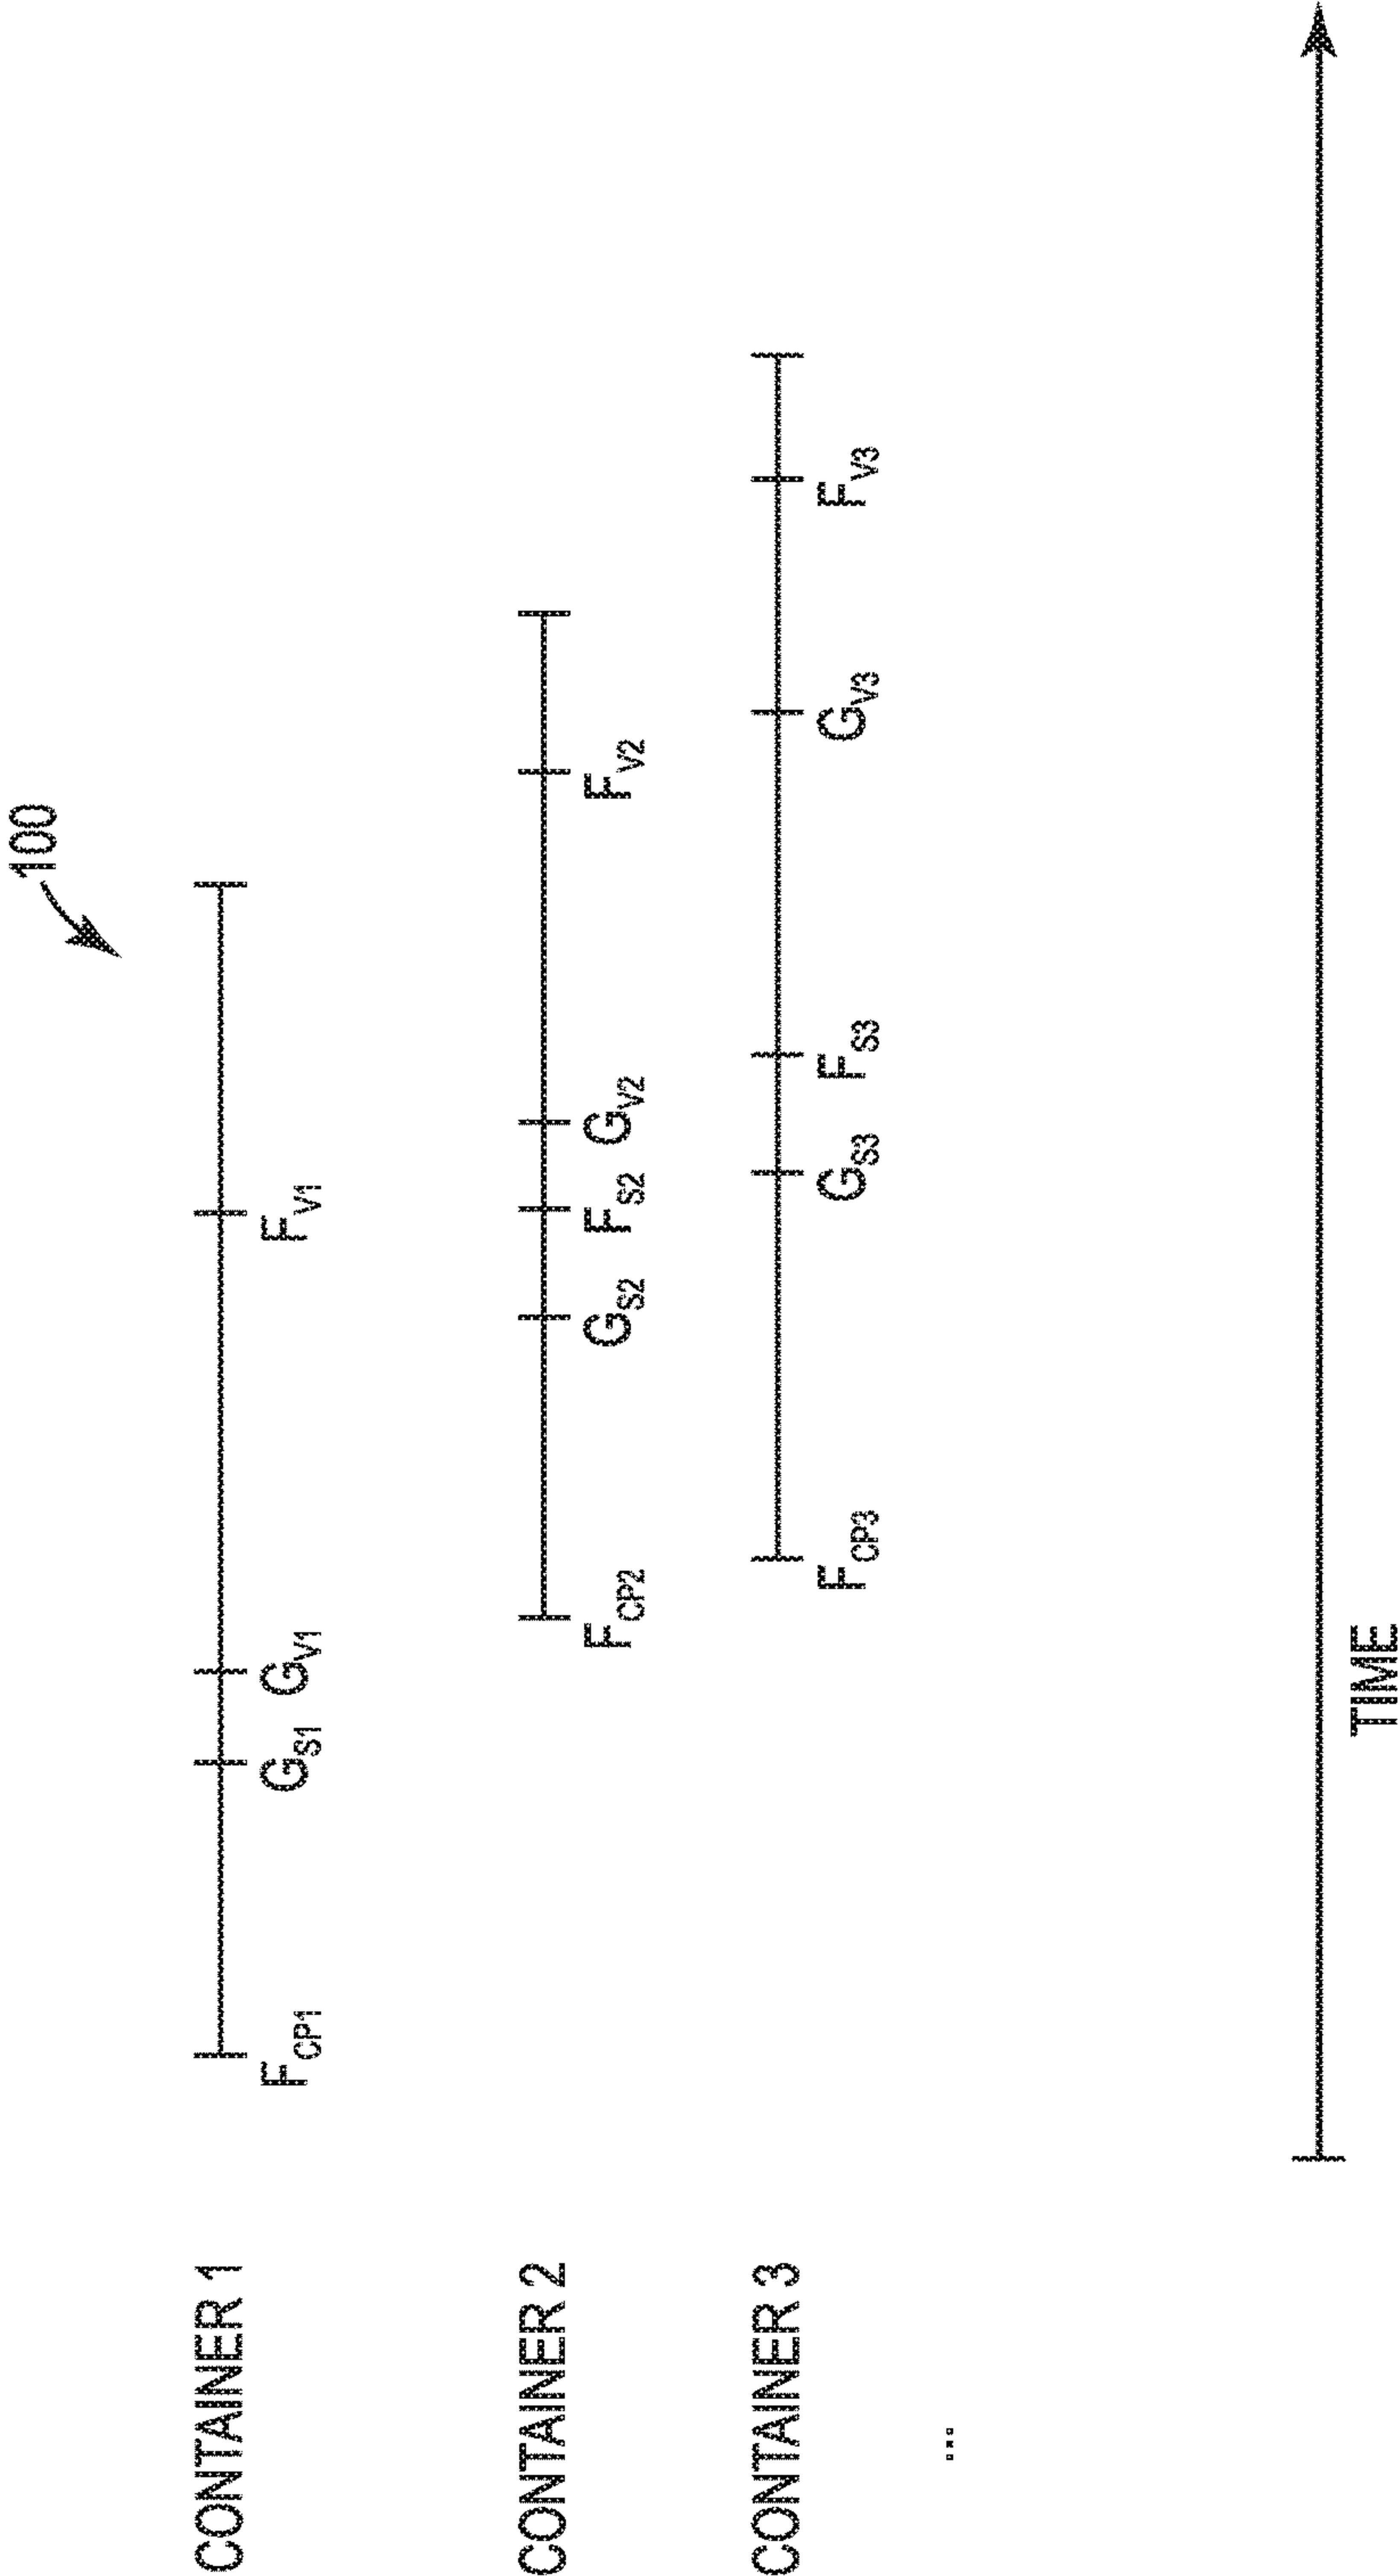 100
CONTAINER 1
F_CP1 G_S1 G_V1 F_V1
CONTAINER 2
F_CP2 G_S2 F_S2 G_V2 F_V2
CONTAINER 3
F_CP3 G_S3 F_S3 G_V3 F_V3
...
TIME